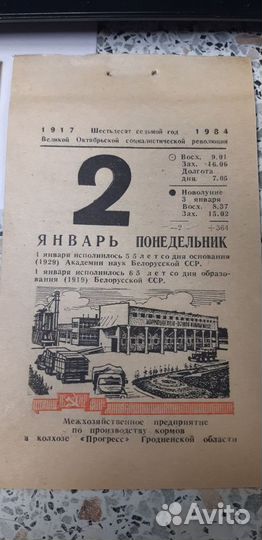 1917 Шестьдесят седьмой год 1984
Великой Октябрьской социалистической революции
2
Восх. 9.01
Зах. 16.06
Долгота
дня 7.05
Новолуние
3 января
Восх. 8.37
Зах. 15.02
—2 +364
ЯНВАРЬ ПОНЕДЕЛЬНИК
1 января исполнилось 55 лет со дня основания
(1929) Академии наук Белорусской ССР.
1 января исполнилось 65 лет со дня образо-
вания (1919) Белорусской ССР.
Межхозяйственное предприятие
по производству кормов
в колхозе «Прогресс» Гродненской области
Avito